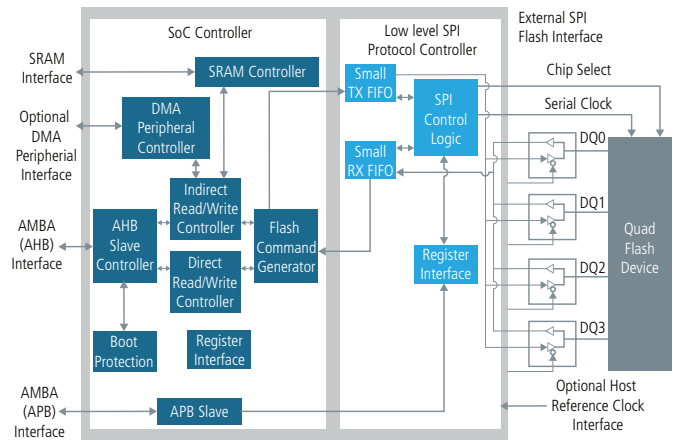 SoC Controller
Low level SPI
Protocol Controller
External SPI
Flash Interface
SRAM
Interface
SRAM Controller
Small
TX FIFO
SPI
Control
Logic
Chip Select
Serial Clock
Optional
DMA
Peripherial
Interface
DMA
Peripheral
Controller
Small
RX FIFO
DQ0
Indirect
Read/Write
Controller
DQ1
AMBA
(AHB)
Interface
AHB
Slave
Controller
Flash
Command
Generator
Quad
Flash
Device
Direct
Read/Write
Controller
Register
Interface
DQ2
Boot
Protection
Register
Interface
DQ3
AMBA
(APB)
Interface
APB Slave
Optional Host
Reference Clock
Interface